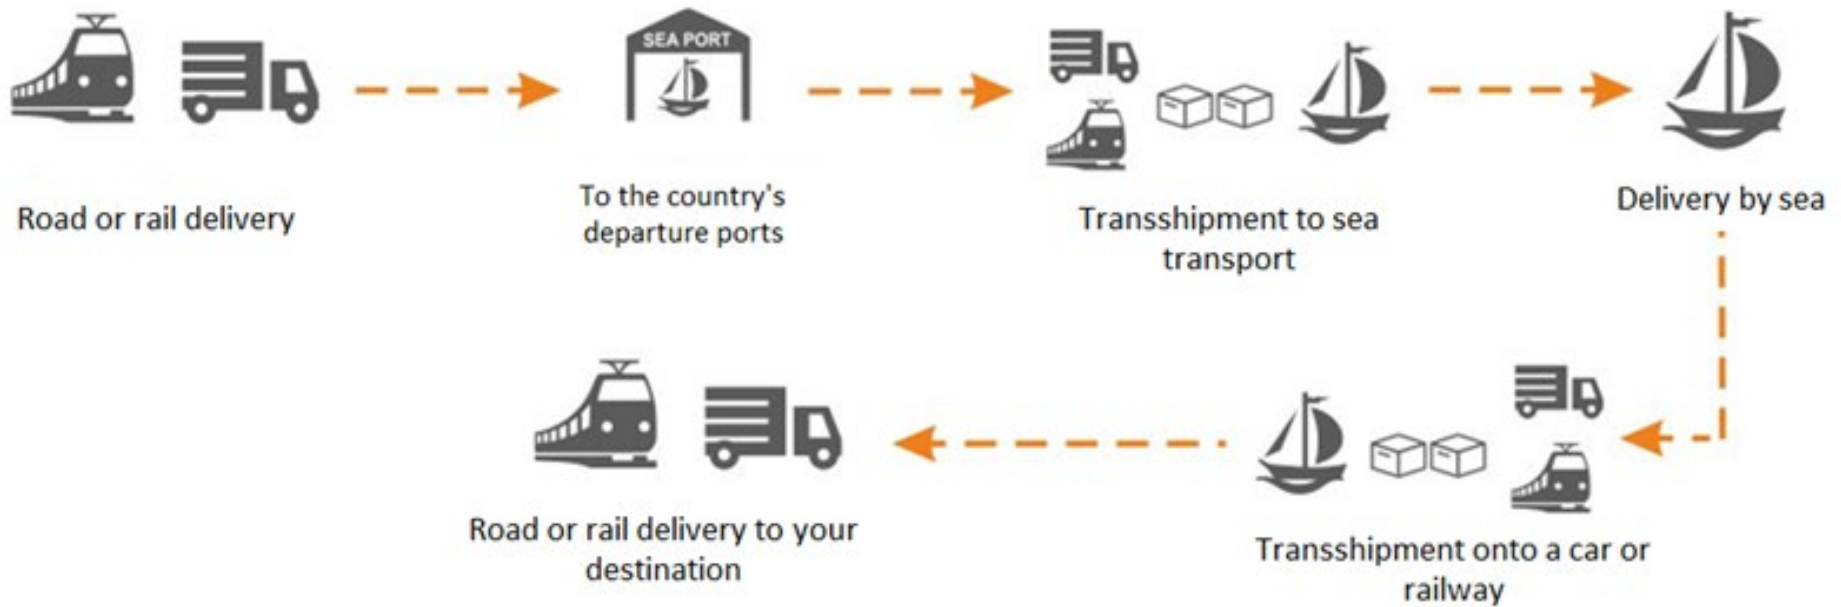 SEA PORT
Road or rail delivery
To the country's
departure ports
Transshipment to sea
transport
Delivery by sea
Road or rail delivery to your
destination
Transshipment onto a car or
railway